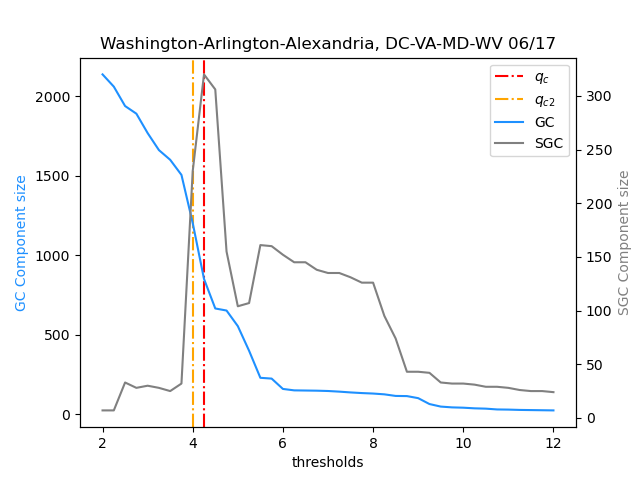 Washington-Arlington-Alexandria, DC-VA-MD-WV 06/17
q_c
q_c2
GC
SGC
GC Component size
2000
1500
1000
500
0
300
250
200
150
100
50
0
SGC Component size
2 4 6 8 10 12
thresholds